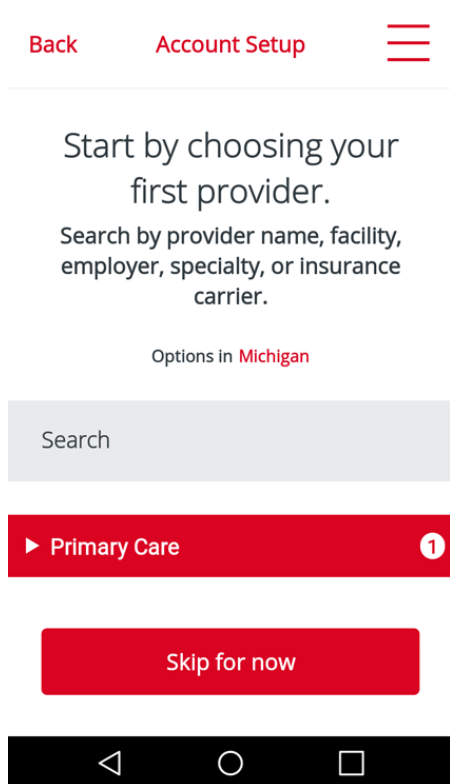 Back
Account Setup
Start by choosing your
first provider.
Search by provider name, facility,
employer, specialty, or insurance
carrier.
Options in Michigan
Search
Primary Care
1
Skip for now